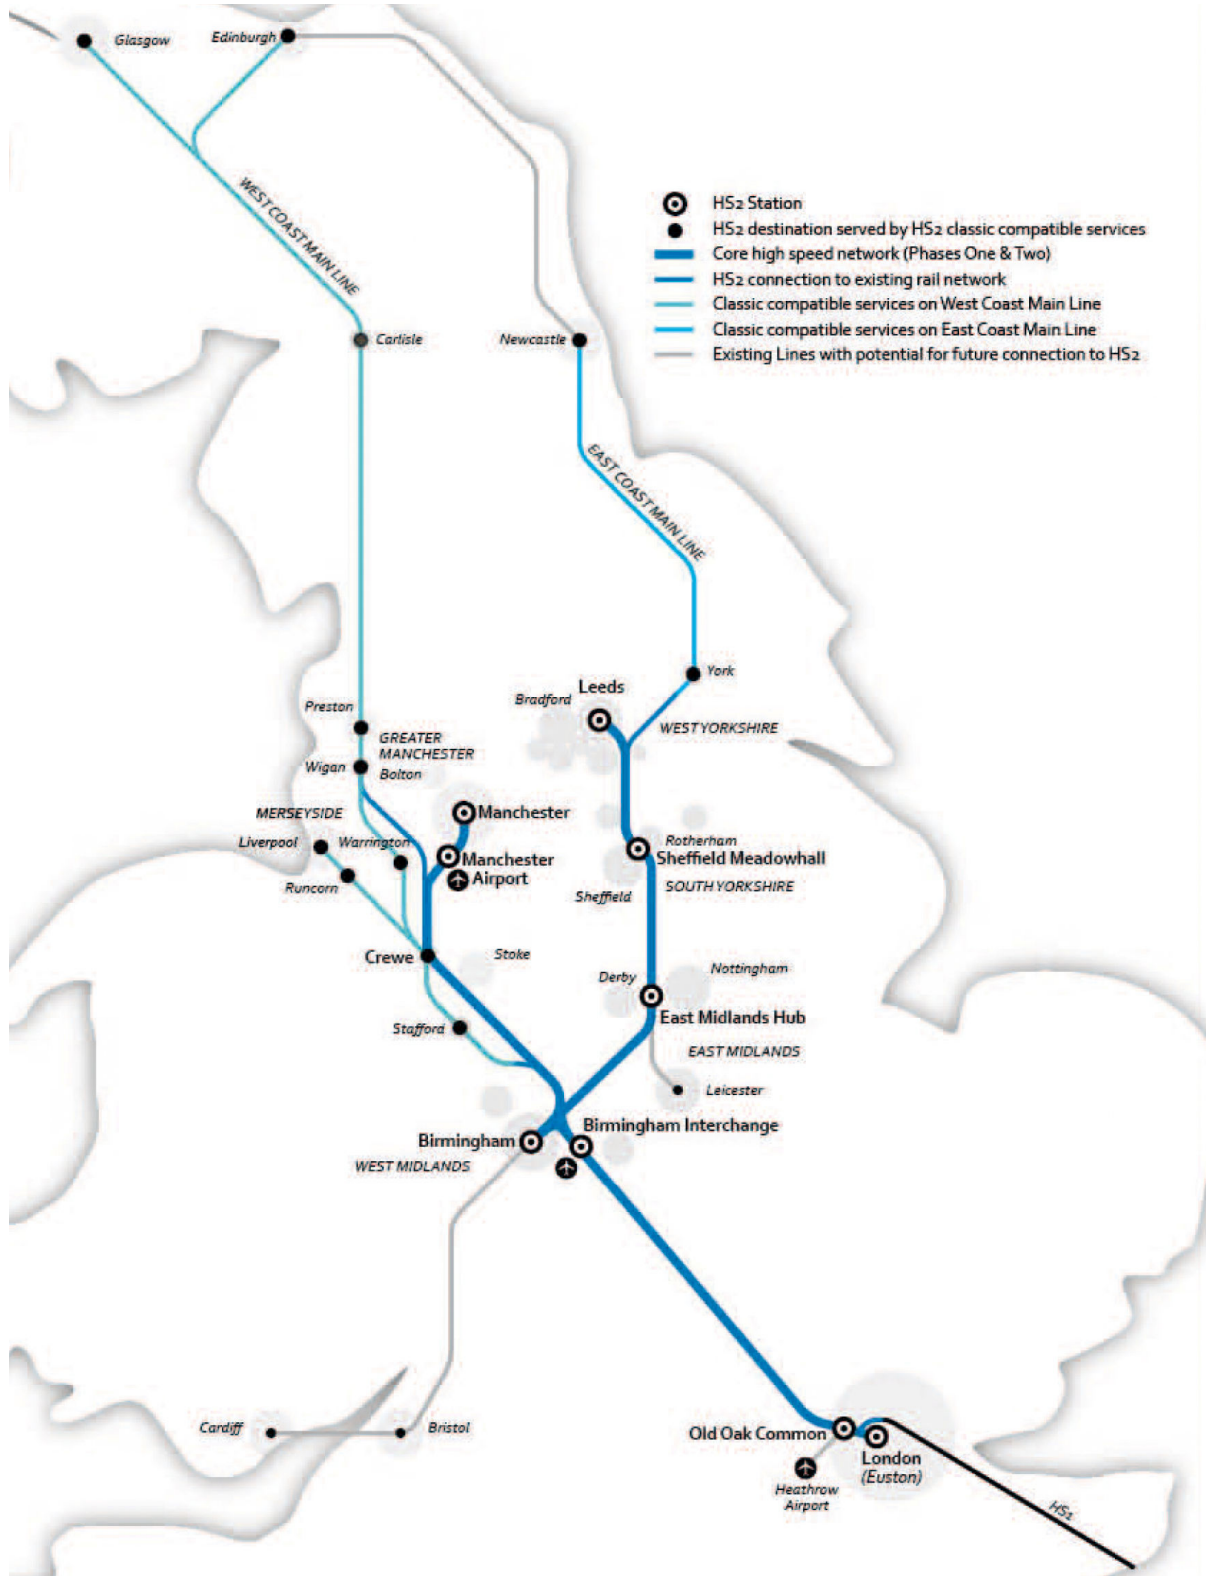 Glasgow
Edinburgh
WEST COAST MAIN LINE
HS2 Station
HS2 destination served by HS2 classic compatible services
Core high speed network (Phases One & Two)
HS2 connection to existing rail network
Classic compatible services on West Coast Main Line
Classic compatible services on East Coast Main Line
Existing Lines with potential for future connection to HS2
Carlisle
Newcastle
EAST COAST MAIN LINE
York
Leeds
Bradford
WEST YORKSHIRE
Preston
GREATER
MANCHESTER
Wigan
Bolton
MERSEYSIDE
Manchester
Liverpool
Warrington
Rotherham
Sheffield Meadowhall
Manchester
Airport
Runcorn
Sheffield
SOUTH YORKSHIRE
Crewe
Stoke
Derby
Nottingham
East Midlands Hub
Stafford
EAST MIDLANDS
Leicester
Birmingham Interchange
Birmingham
WEST MIDLANDS
Cardiff
Bristol
Old Oak Common
London
(Euston)
Heathrow
Airport
HS1